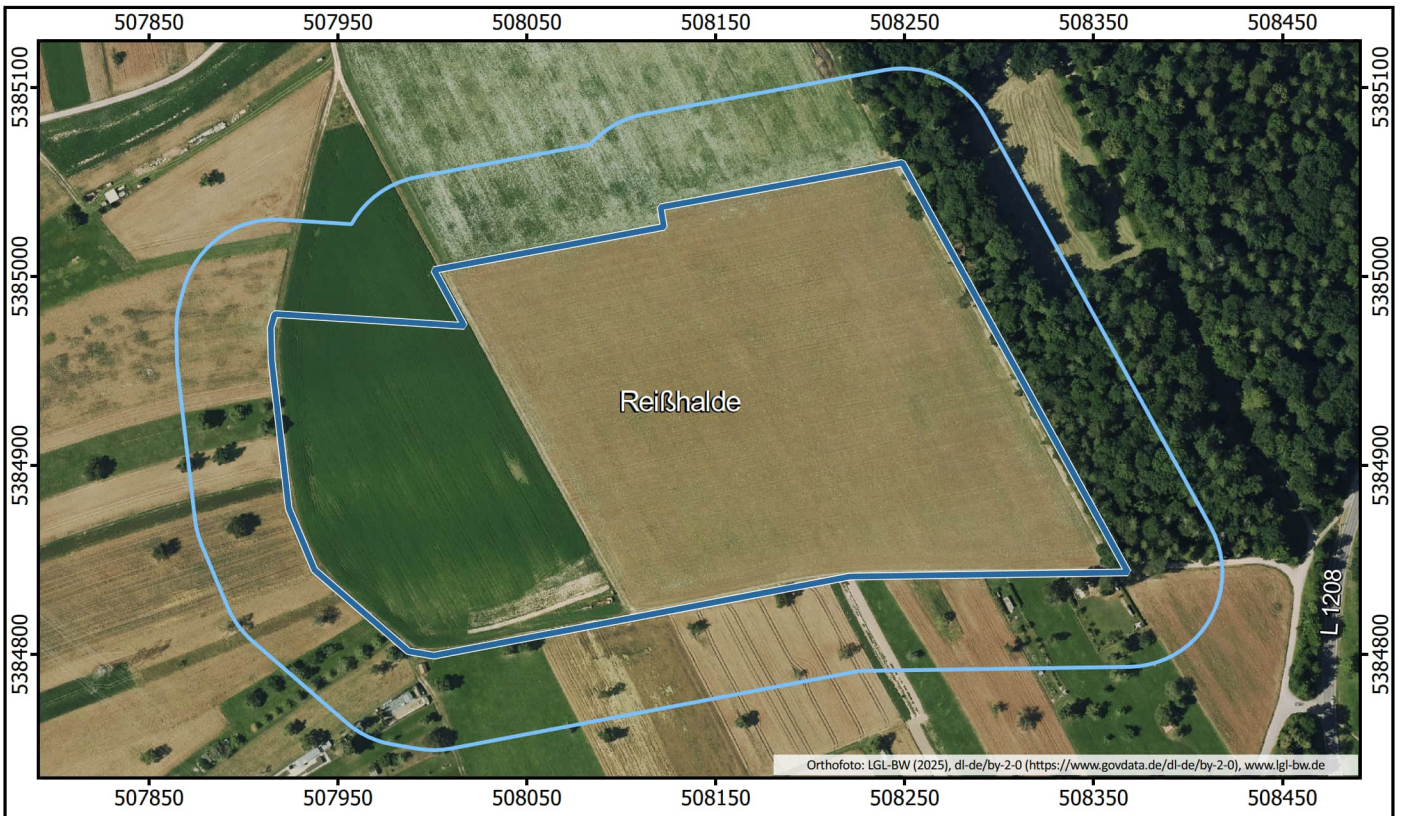 507850 507950 508050 508150 508250 508350 508450
5385100 5385100
5385000 5385000
Reißhalde
5384900 5384900
L 1208
5384800 5384800
Orthofoto: LGL-BW (2025), dl-de/by-2-0 (https://www.govdata.de/dl-de/by-2-0), www.lgl-bw.de
507850 507950 508050 508150 508250 508350 508450